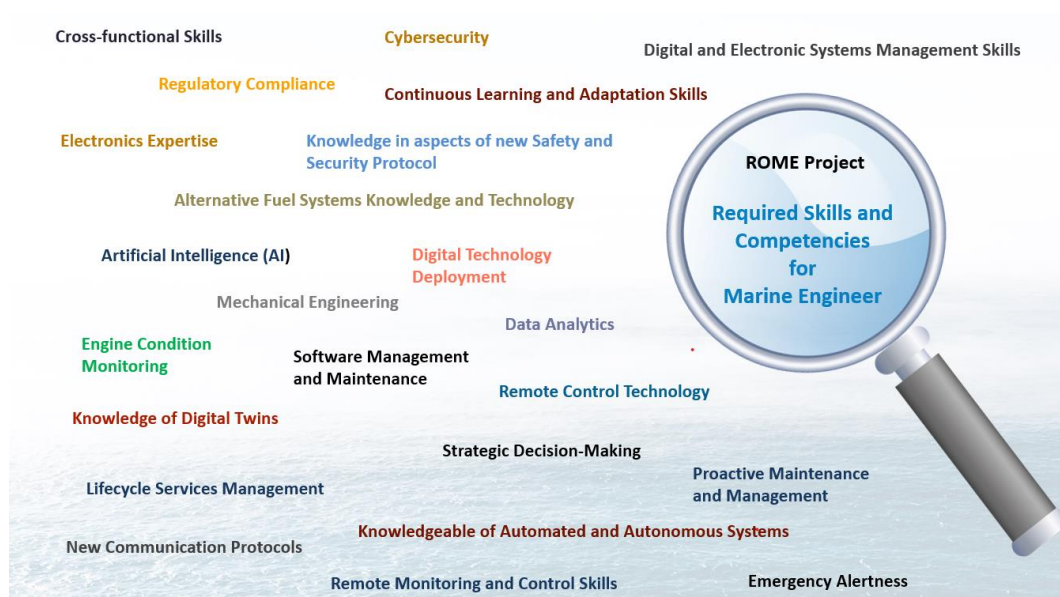 Cross-functional Skills
Cybersecurity
Digital and Electronic Systems Management Skills
Regulatory Compliance
Continuous Learning and Adaptation Skills
Electronics Expertise
Knowledge in aspects of new Safety and
Security Protocol
ROME Project
Alternative Fuel Systems Knowledge and Technology
Required Skills and
Competencies
for
Marine Engineer
Artificial Intelligence (AI)
Digital Technology
Deployment
Mechanical Engineering
Data Analytics
Engine Condition
Monitoring
Software Management
and Maintenance
Remote Control Technology
Knowledge of Digital Twins
Strategic Decision-Making
Proactive Maintenance
and Management
Lifecycle Services Management
Knowledgeable of Automated and Autonomous Systems
New Communication Protocols
Remote Monitoring and Control Skills
Emergency Alertness